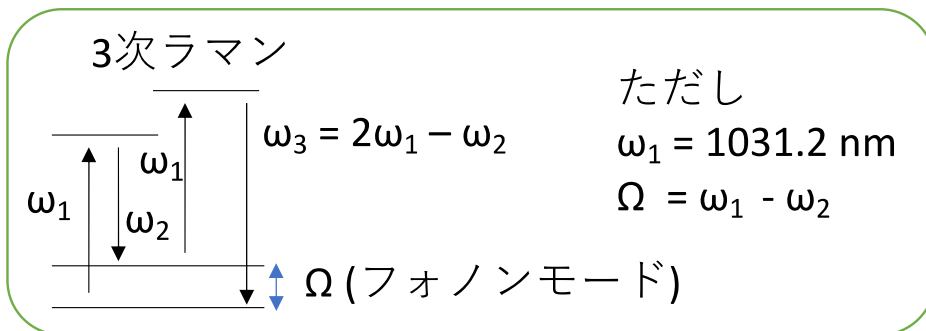 3次ラマン
ω₁
ω₂
ω₁
ω₃ = 2ω₁ – ω₂
Ω (フォノンモード)
ただし
ω₁ = 1031.2 nm
Ω = ω₁ - ω₂